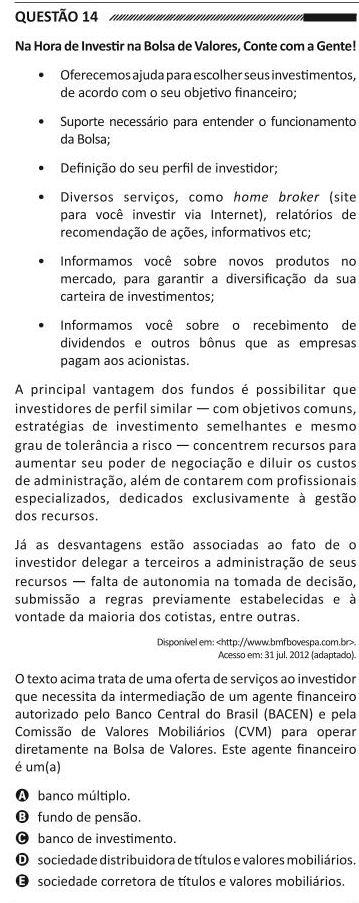 QUESTÃO 14
Na Hora de Investir na Bolsa de Valores, Conte com a Gente!
• Oferecemos ajuda para escolher seus investimentos,
de acordo com o seu objetivo financeiro;
• Suporte necessário para entender o funcionamento
da Bolsa;
• Definição do seu perfil de investidor;
• Diversos serviços, como home broker (site
para você investir via Internet), relatórios de
recomendação de ações, informativos etc;
• Informamos você sobre novos produtos no
mercado, para garantir a diversificação da sua
carteira de investimentos;
• Informamos você sobre o recebimento de
dividendos e outros bônus que as empresas
pagam aos acionistas.
A principal vantagem dos fundos é possibilitar que
investidores de perfil similar — com objetivos comuns,
estratégias de investimento semelhantes e mesmo
grau de tolerância a risco — concentrem recursos para
aumentar seu poder de negociação e diluir os custos
de administração, além de contarem com profissionais
especializados, dedicados exclusivamente à gestão
dos recursos.
Já as desvantagens estão associadas ao fato de o
investidor delegar a terceiros a administração de seus
recursos — falta de autonomia na tomada de decisão,
submissão a regras previamente estabelecidas e à
vontade da maioria dos cotistas, entre outras.
Disponível em: <http://www.bmfbovespa.com.br>.
Acesso em: 31 jul. 2012 (adaptado).
O texto acima trata de uma oferta de serviços ao investidor
que necessita da intermediação de um agente financeiro
autorizado pelo Banco Central do Brasil (BACEN) e pela
Comissão de Valores Mobiliários (CVM) para operar
diretamente na Bolsa de Valores. Este agente financeiro
é um(a)
A banco múltiplo.
B fundo de pensão.
C banco de investimento.
D sociedade distribuidora de títulos e valores mobiliários.
E sociedade corretora de títulos e valores mobiliários.